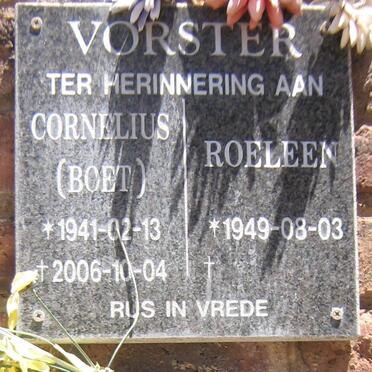 VORSTER
TER HERINNERING AAN
CORNELIUS
(BOET)
*1941-02-13
†2006-10-04
ROELEEN
*1949-08-03
†
RUS IN VREDE